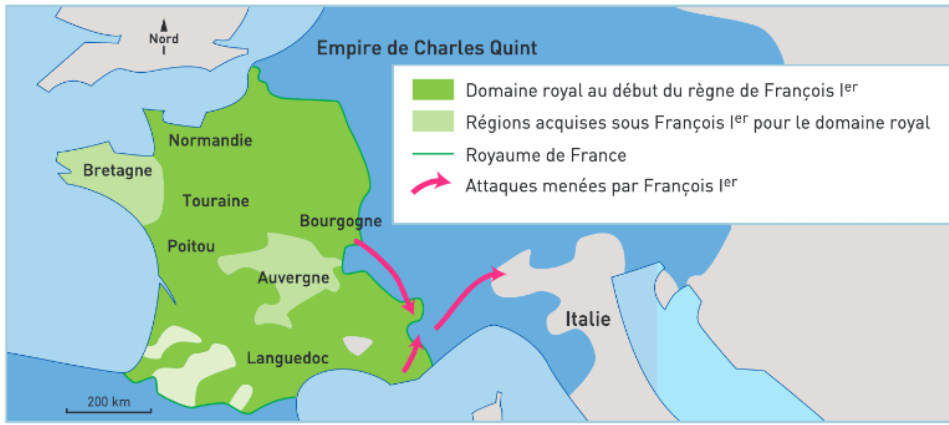 Nord
Empire de Charles Quint
Domaine royal au début du règne de François Ier
Régions acquises sous François Ier pour le domaine royal
Royaume de France
Attaques menées par François Ier
Normandie
Bretagne
Touraine
Bourgogne
Poitou
Auvergne
Italie
Languedoc
200 km